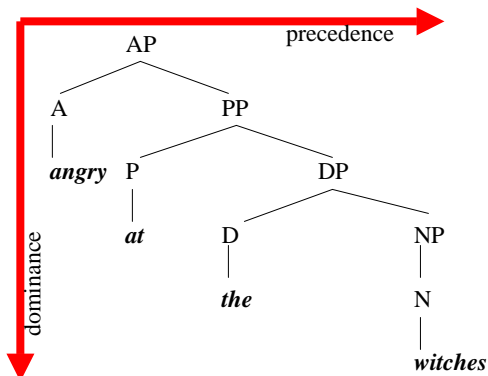 precedence
AP
A PP
angry P DP
at D NP
the N
witches
dominance